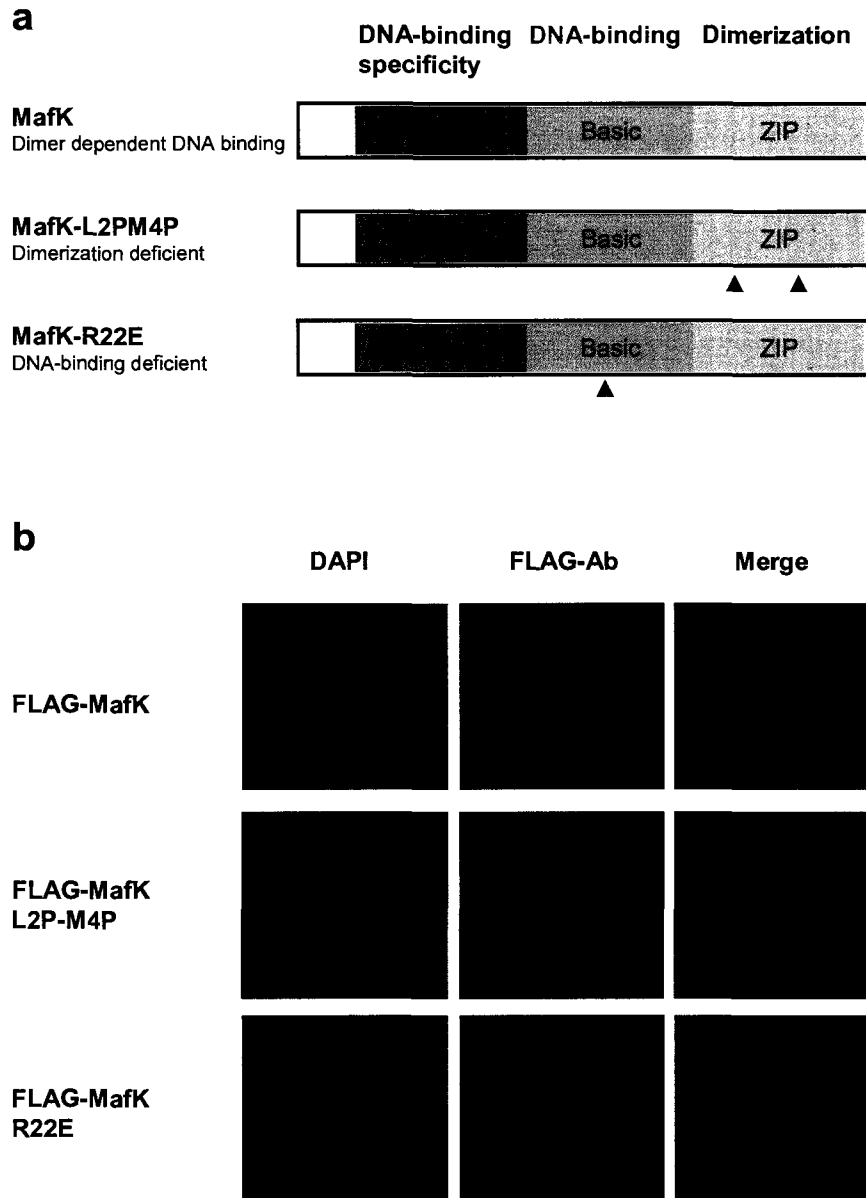 a
DNA-binding specificity
DNA-binding
Dimerization
MafK
Dimer dependent DNA binding
Basic
ZIP
MafK-L2PM4P
Dimerization deficient
Basic
ZIP
MafK-R22E
DNA-binding deficient
Basic
ZIP
b
DAPI
FLAG-Ab
Merge
FLAG-MafK
FLAG-MafK
L2P-M4P
FLAG-MafK
R22E